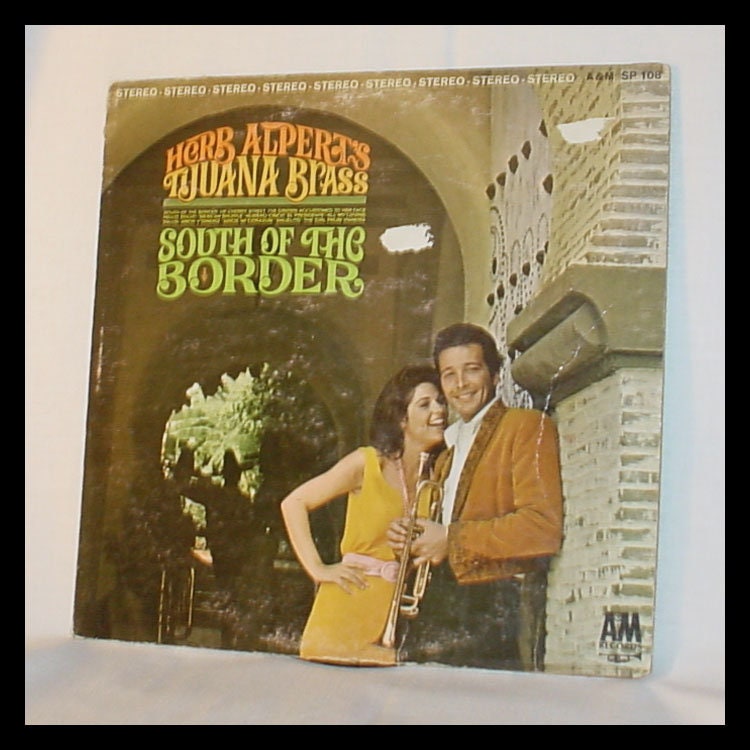 STEREO · STEREO · STEREO · STEREO · STEREO · STEREO · STEREO · STEREO · STEREO A&M SP 108
HERB ALPERT'S
TIJUANA BRASS
SOUTH OF THE
BORDER
A&M
RECORDS